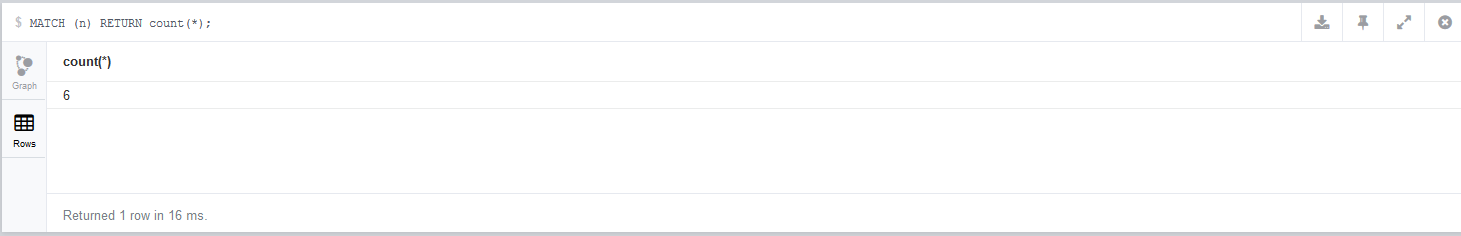 $ MATCH (n) RETURN count(*);
Graph
count(*)
6
Rows
Returned 1 row in 16 ms.